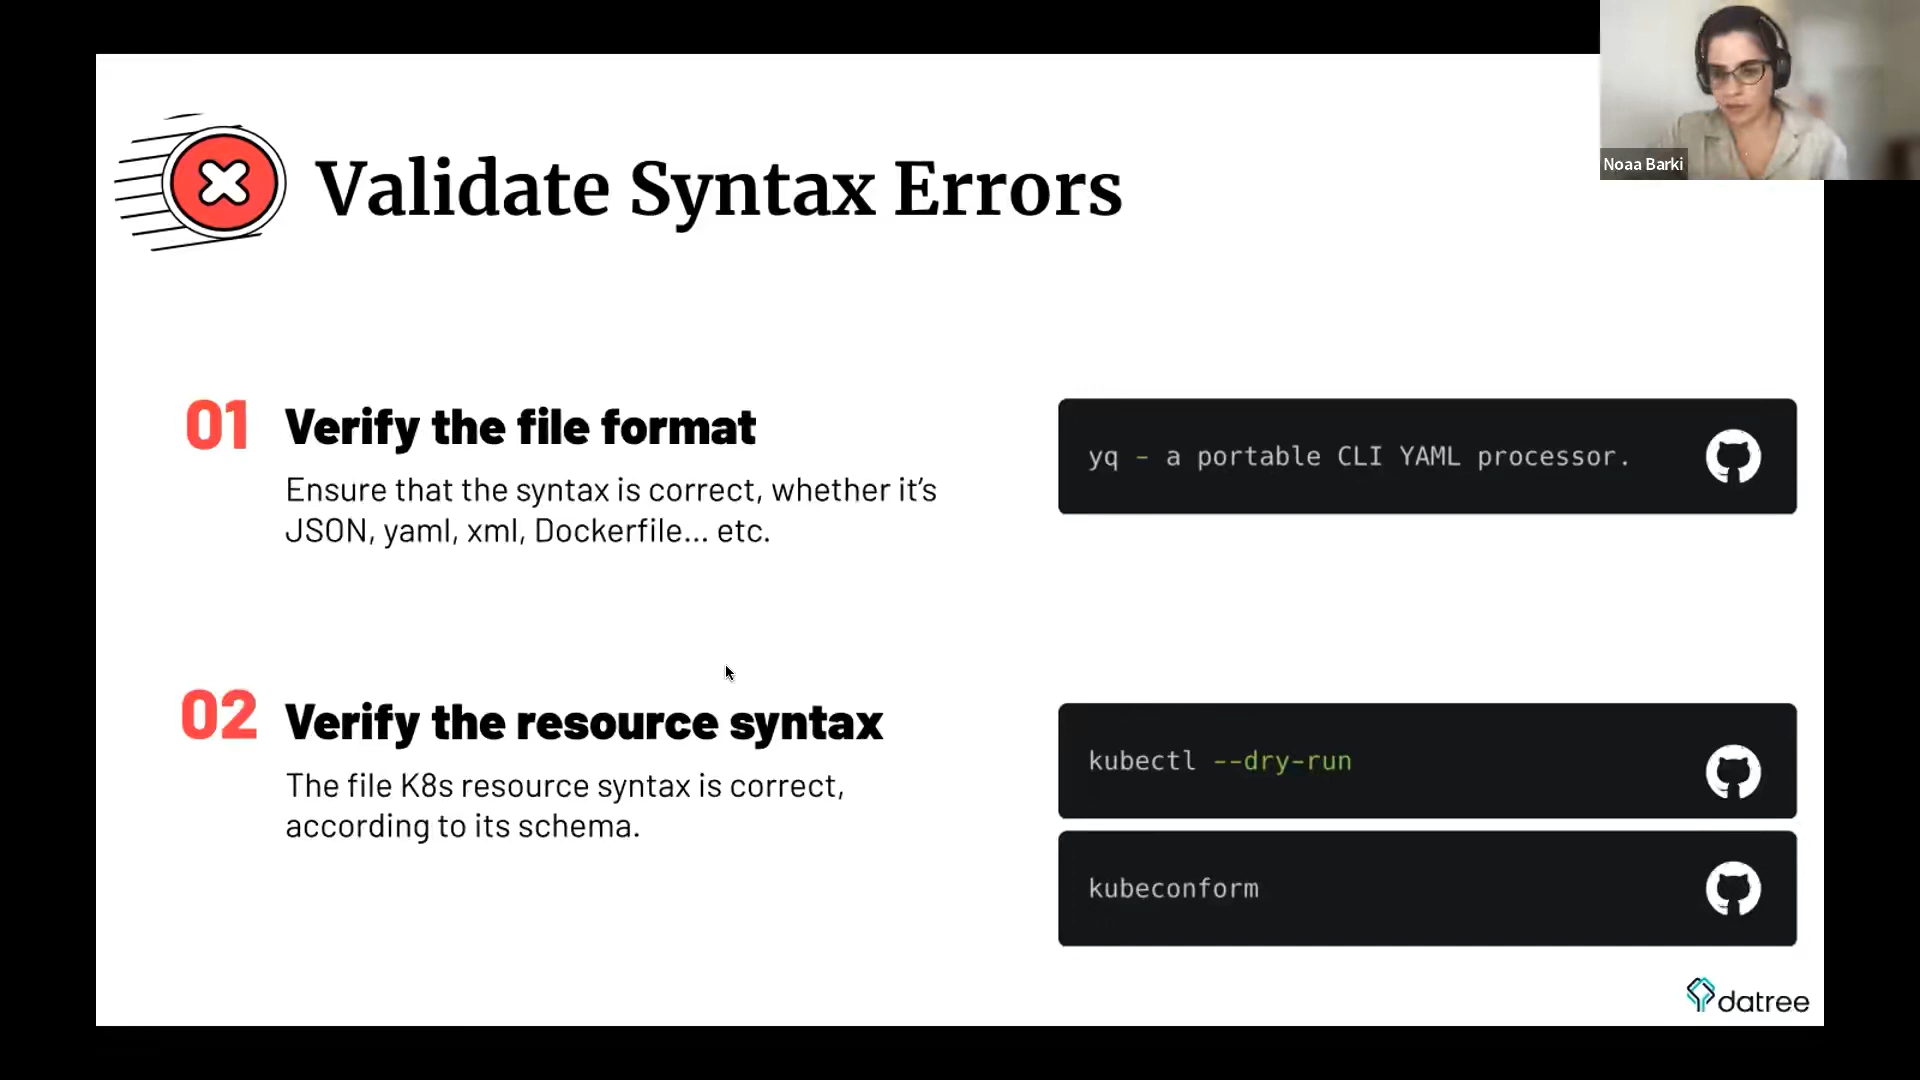 Noaa Barki
Validate Syntax Errors
01
Verify the file format
Ensure that the syntax is correct, whether it's
JSON, yaml, xml, Dockerfile... etc.
yq - a portable CLI YAML processor.
02
Verify the resource syntax
The file K8s resource syntax is correct,
according to its schema.
kubectl --dry-run
kubeconform
datree